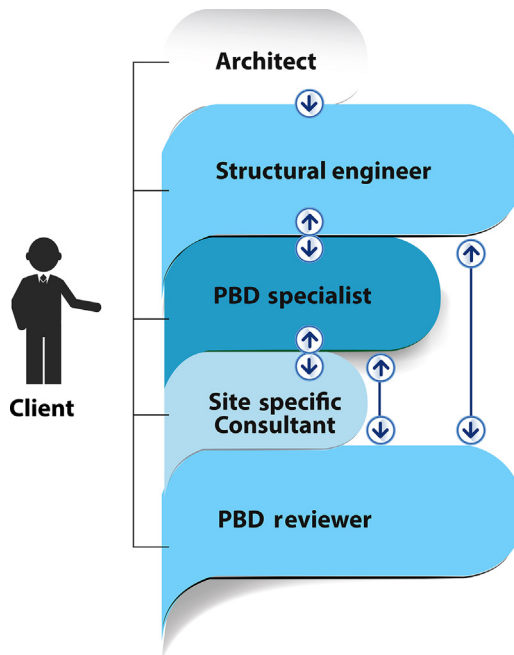 Architect
Structural engineer
PBD specialist
Site specific
Consultant
PBD reviewer
Client